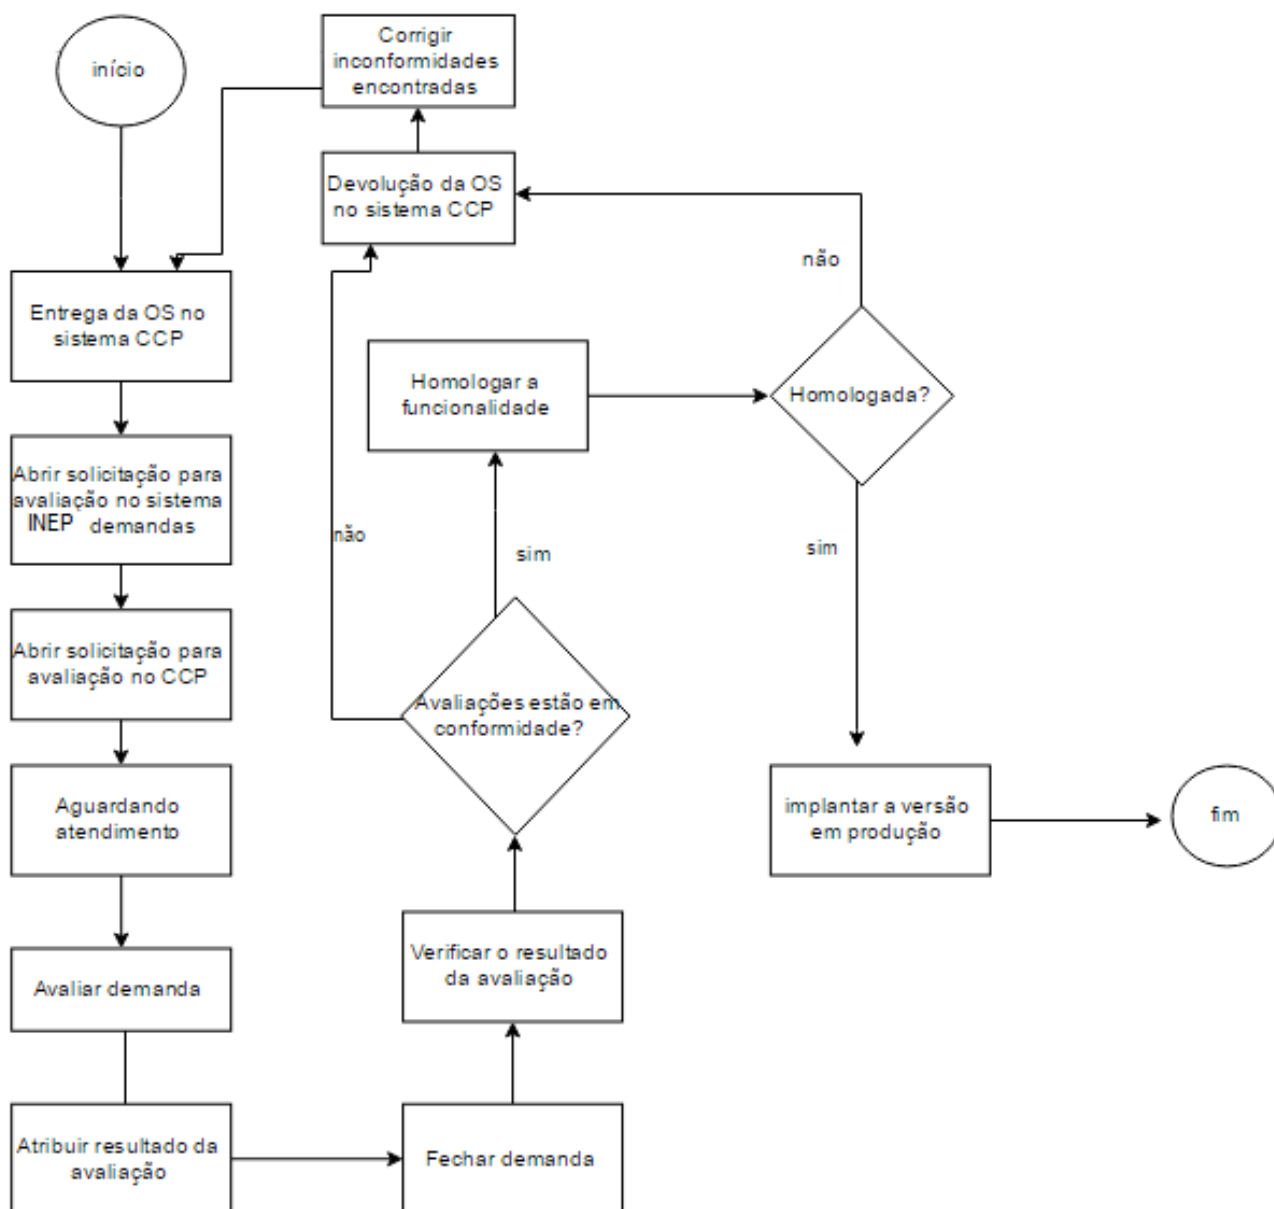 início
Corrigir
inconformidades
encontradas
Devolução da OS
no sistema CCP
não
Entrega da OS no
sistema CCP
Homologar a
funcionalidade
Homologada?
Abrir solicitação para
avaliação no sistema
INEP demandas
não
sim
sim
Abrir solicitação para
avaliação no CCP
Avaliações estão em
conformidade?
Aguardando
atendimento
implantar a versão
em produção
fim
Avaliar demanda
Verificar o resultado
da avaliação
Atribuir resultado da
avaliação
Fechar demanda